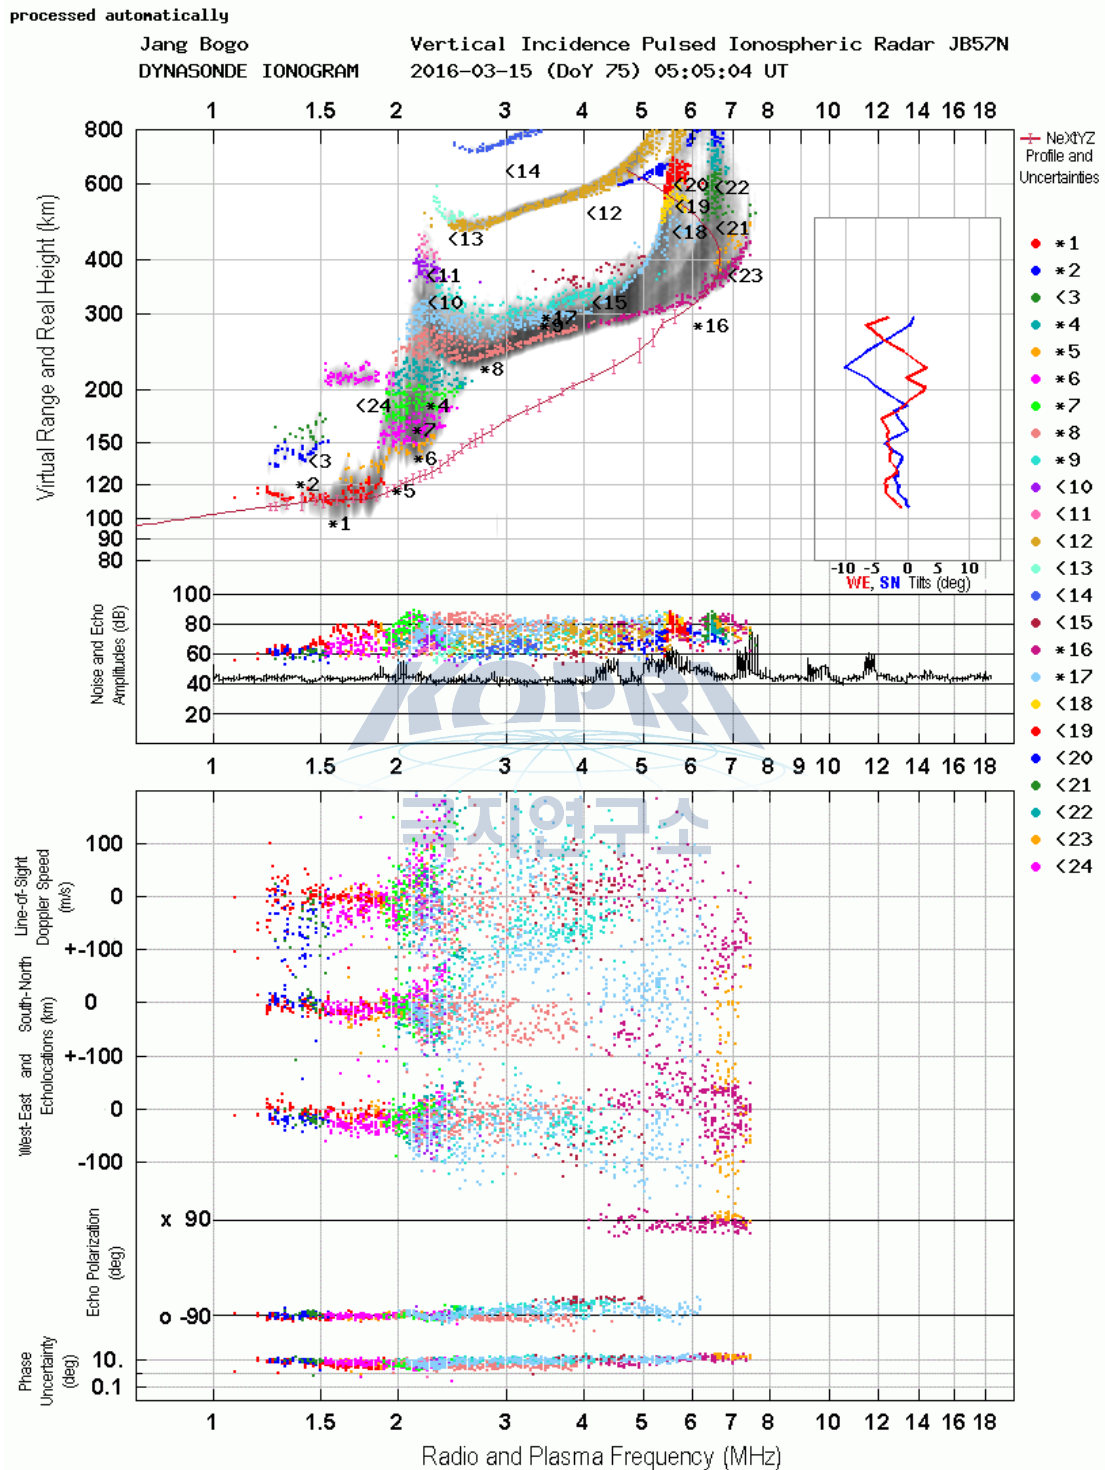 processed automatically
Jang Bogo Vertical Incidence Pulsed Ionospheric Radar JB57N
DYNASONDE IONOGRAM 2016-03-15 (DoY 75) 05:05:04 UT
1 1.5 2 3 4 5 6 7 8 10 12 14 16 18
800
600
400
300
200
150
120
100
90
80
Virtual Range and Real Height (km)
NeXtYZ
Profile and
Uncertainties
<14
<12
<13
<11
<10
<20
<22
<19
<18
<21
<23
<15
*17
*9
*16
*8
<24
*4
*7
*6
<3
*2
*5
*1
-10 -5 0 5 10
WE, SN Tilts (deg)
*1
*2
<3
*4
*5
*6
*7
*8
*9
<10
<11
<12
<13
<14
<15
*16
*17
<18
<19
<20
<21
<22
<23
<24
Noise and Echo
Amplitudes (dB)
100
80
60
40
20
KOPRI
극지연구소
1 1.5 2 3 4 5 6 7 8 9 10 12 14 16 18
Line-of-Sight
Doppler Speed
(m/s)
100
0
+-100
0
+-100
0
-100
West-East and South-North
Echolocations (km)
Echo Polarization
(deg)
x 90
o -90
Phase
Uncertainty
(deg)
10.
0.1
1 1.5 2 3 4 5 6 7 8 10 12 14 16 18
Radio and Plasma Frequency (MHz)